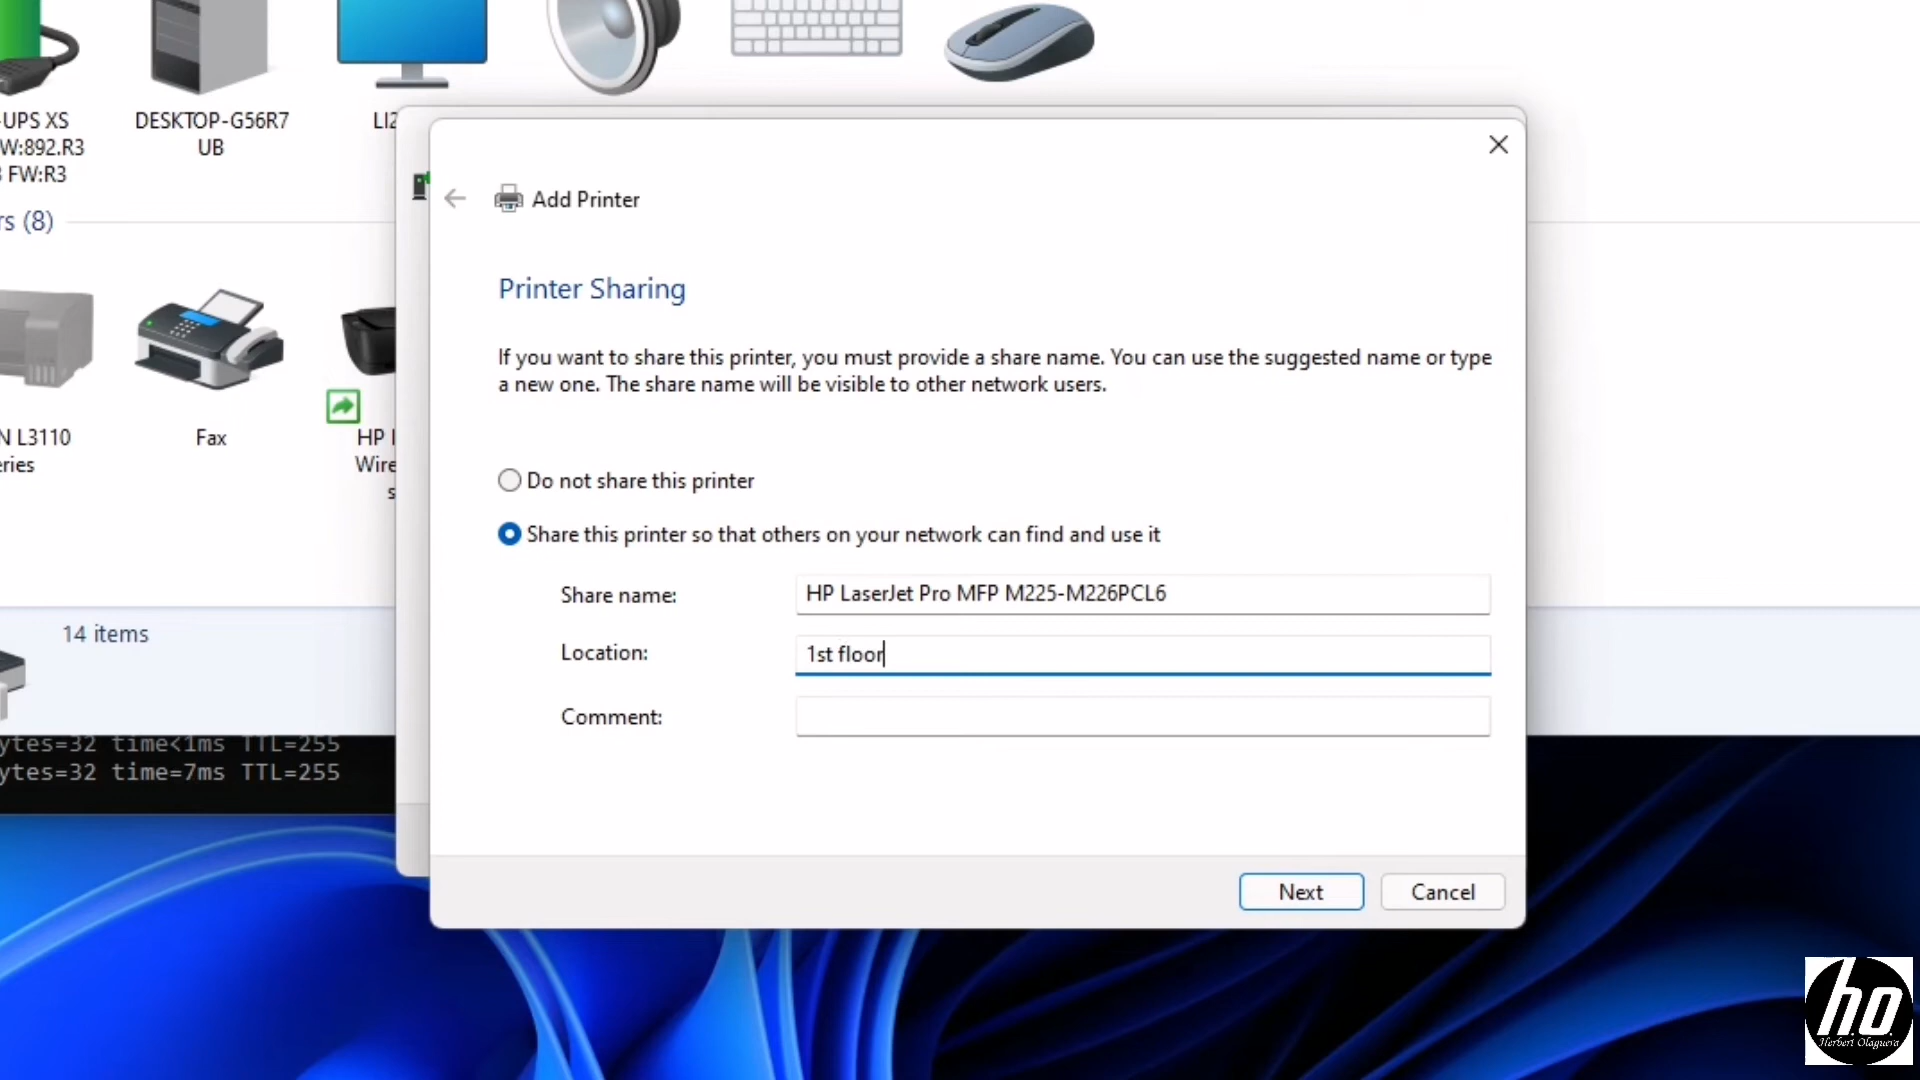 -UPS XS
W:892.R3
FW:R3
DESKTOP-G56R7
UB
LI2
rs (8)
N L3110
eries
Fax
HP
Wire
s
14 items
ytes=32 time<1ms TTL=255
ytes=32 time=7ms TTL=255
Add Printer
Printer Sharing
If you want to share this printer, you must provide a share name. You can use the suggested name or type
a new one. The share name will be visible to other network users.
Do not share this printer
Share this printer so that others on your network can find and use it
Share name: HP LaserJet Pro MFP M225-M226PCL6
Location: 1st floor
Comment:
Next Cancel
ho
Herbert Olaguera